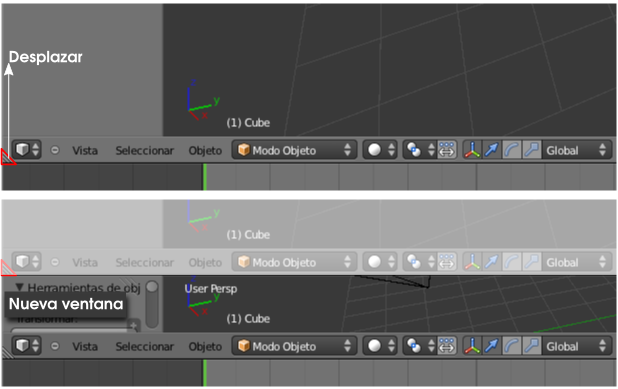 Desplazar
z
y
x
(1) Cube
Vista Seleccionar Objeto Modo Objeto Global
y
x
(1) Cube
Vista Seleccionar Objeto Modo Objeto Global
Herramientas de obj
User Persp
Nueva ventana
y
x
Transformar:
(1) Cube
Vista Seleccionar Objeto Modo Objeto Global